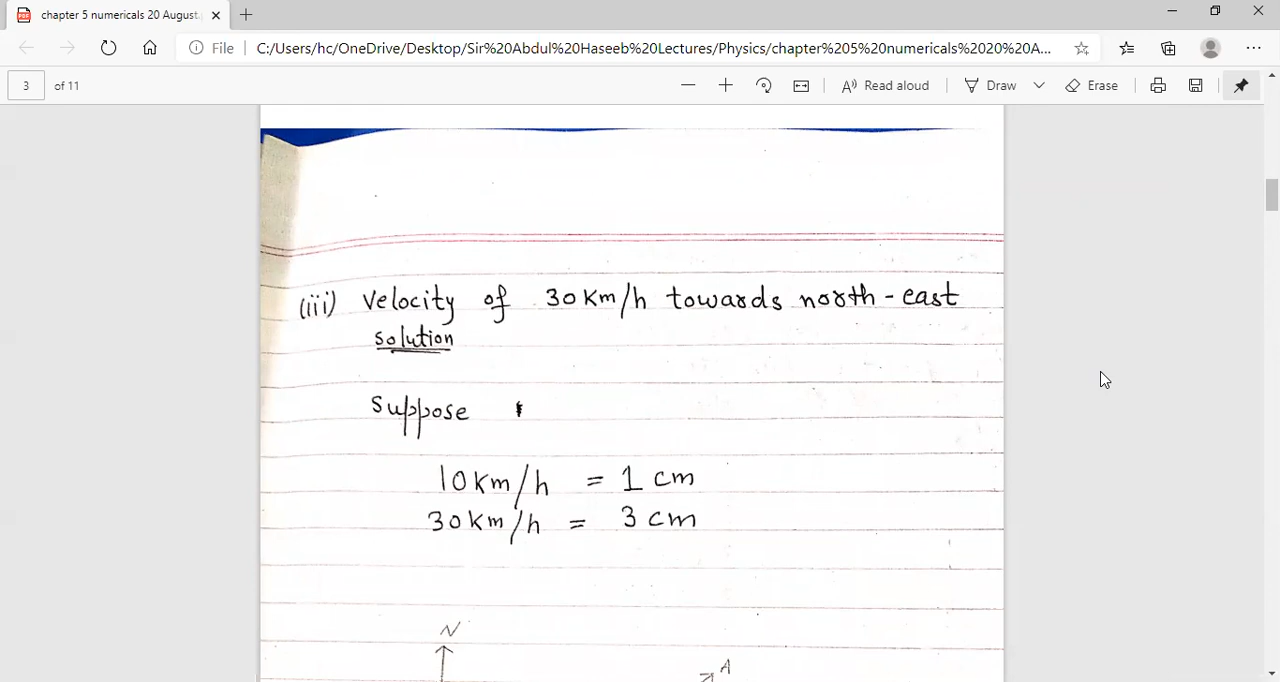 chapter 5 numericals 20 August.
File
C:/Users/hc/OneDrive/Desktop/Sir%20Abdul%20Haseeb%20Lectures/Physics/chapter%205%20numericals%2020%20A...
3 of 11
Read aloud
Draw
Erase
(iii) Velocity of 30 Km/h towards north-east
solution
Suppose
10 Km/h = 1 cm
30 Km/h = 3 cm
N
A